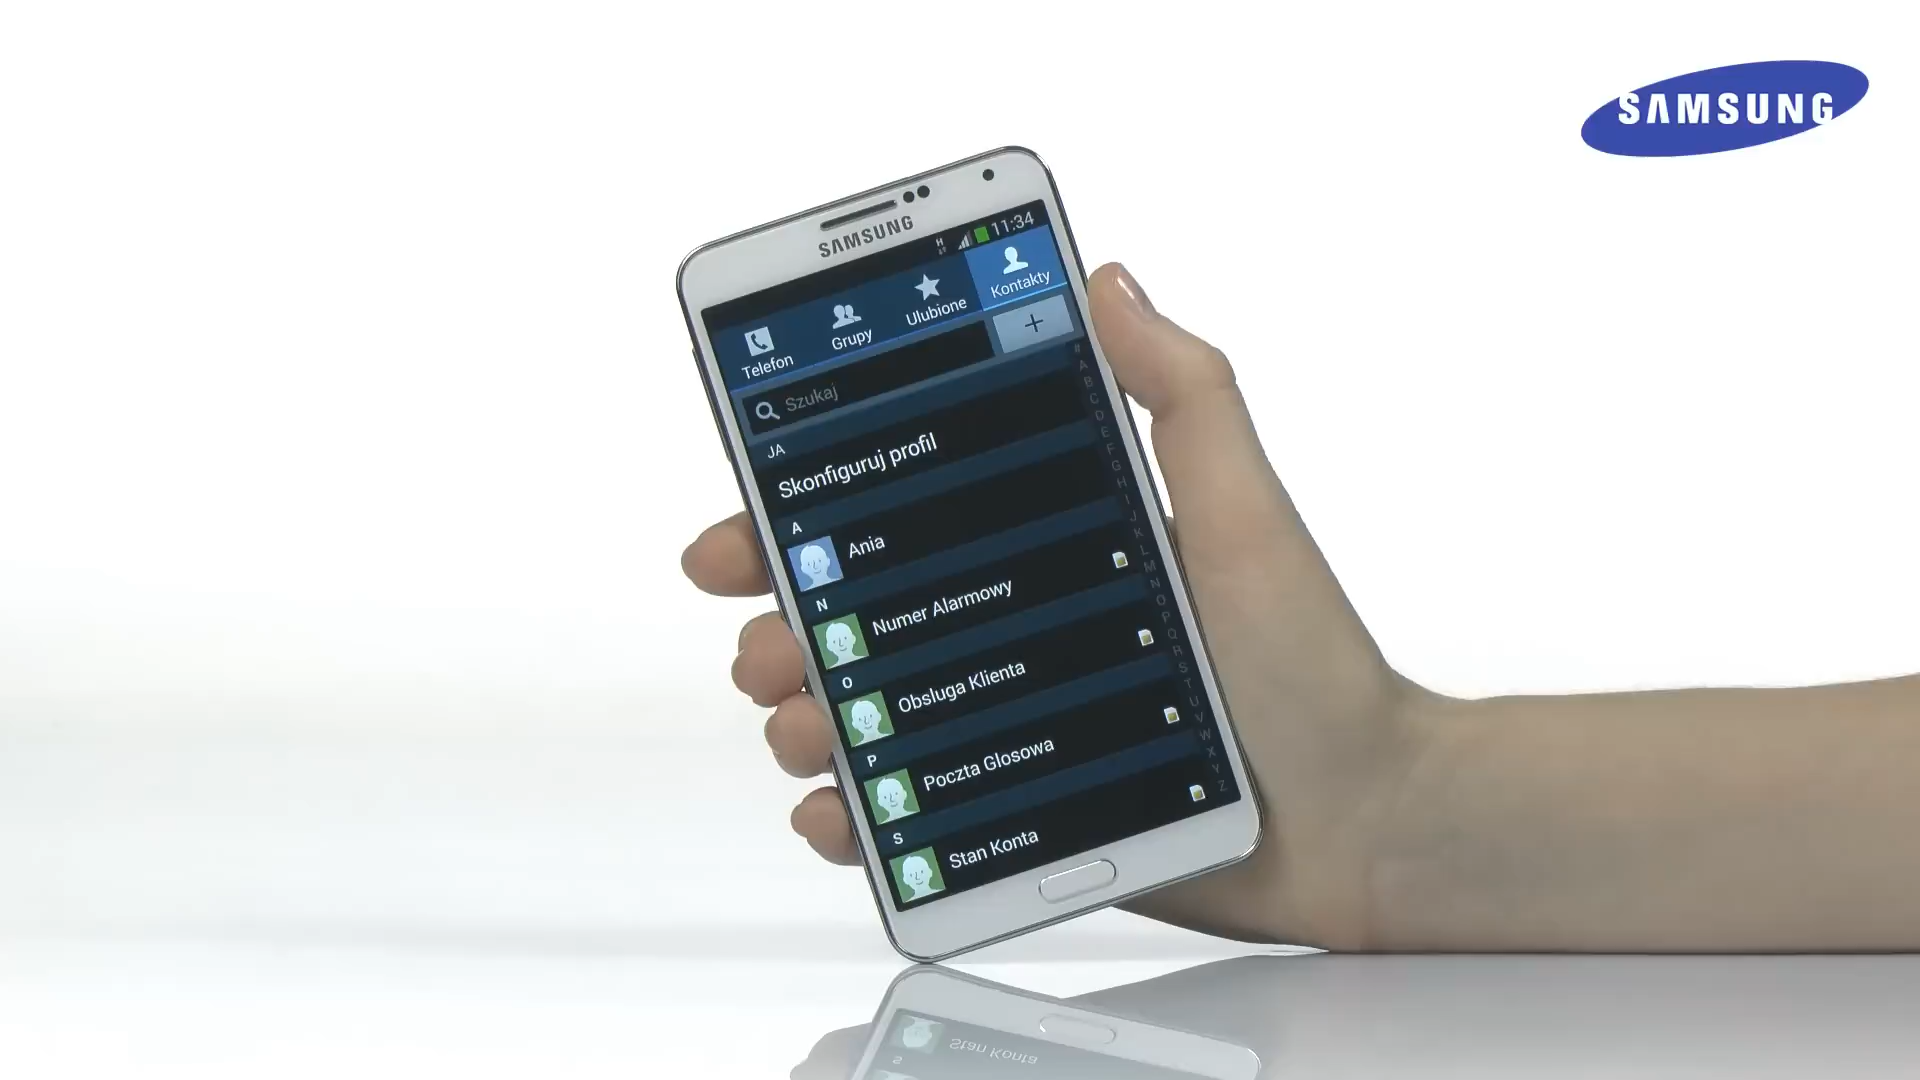 SAMSUNG
SAMSUNG
H
11:34
Telefon
Grupy
Ulubione
Kontakty
Szukaj
+
JA
Skonfiguruj profil
A
Ania
N
Numer Alarmowy
O
Obsluga Klienta
P
Poczta Glosowa
S
Stan Konta
#
A
B
C
D
E
F
G
H
I
J
K
L
M
N
O
P
Q
R
S
T
U
V
W
X
Y
Z